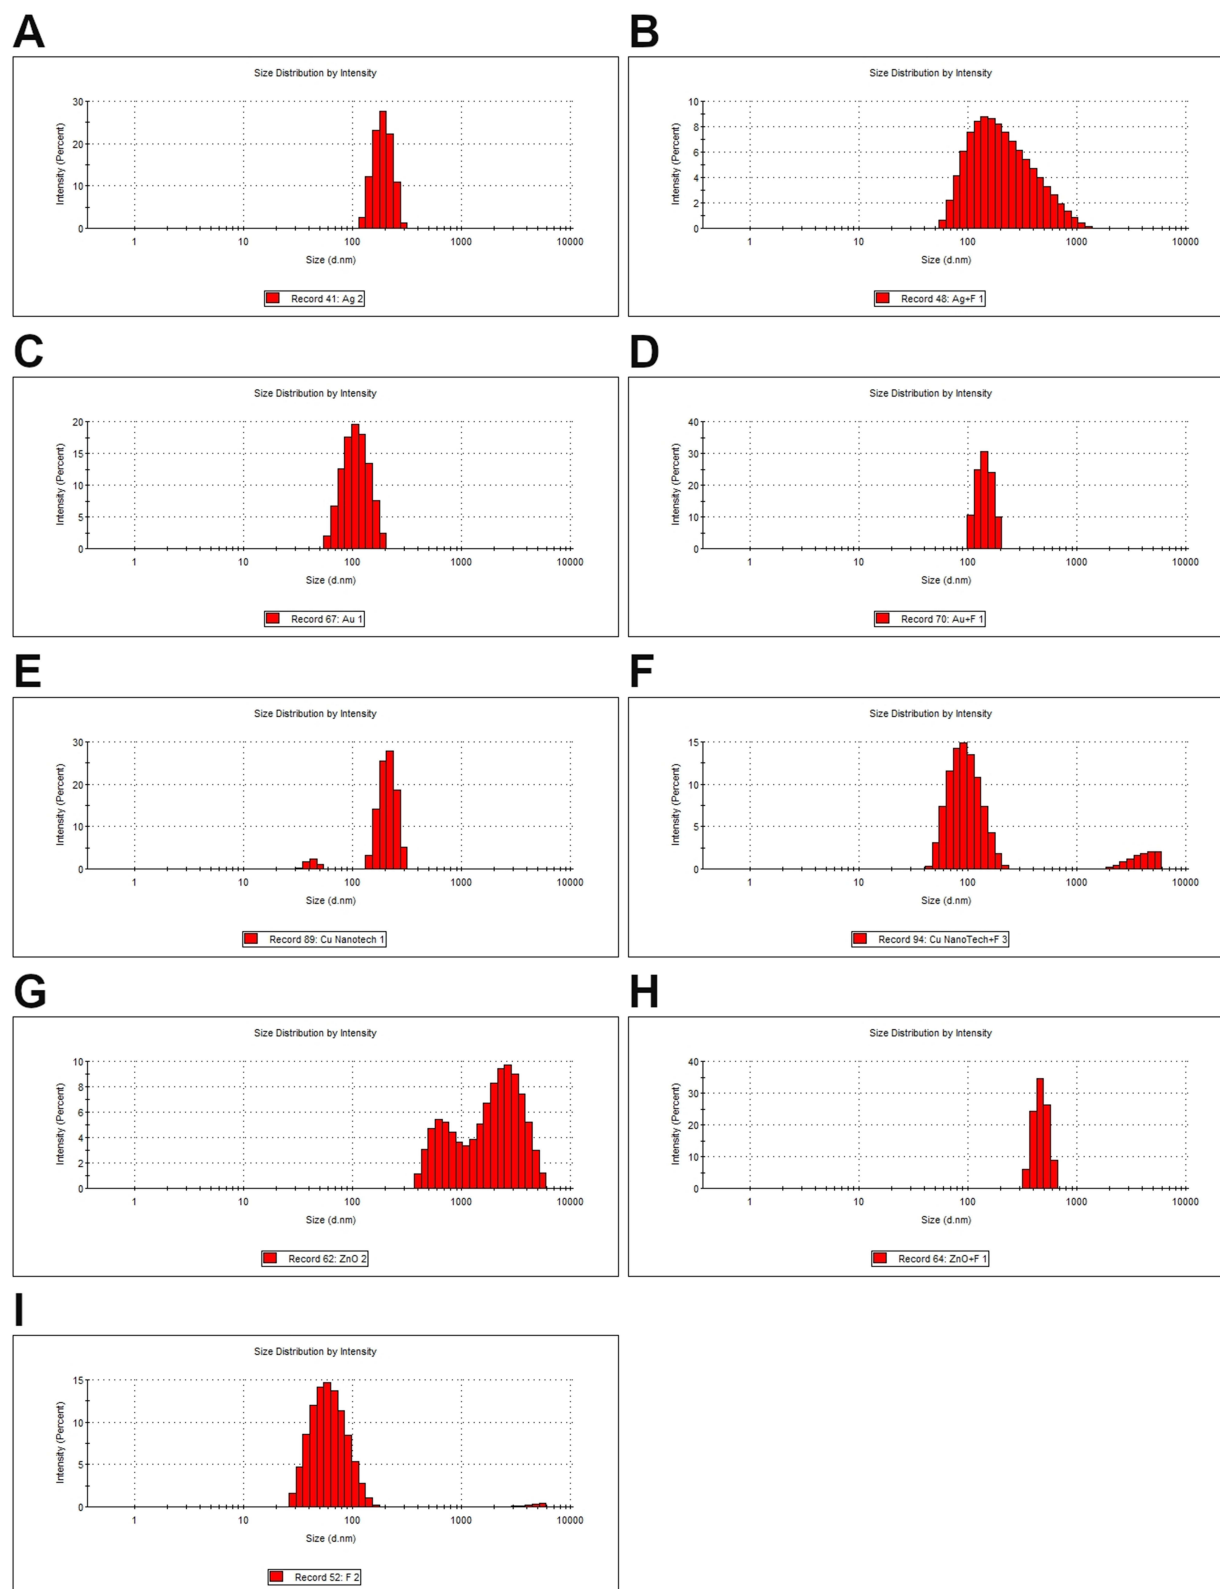 A
Size Distribution by Intensity
Intensity (Percent)
30
20
10
0
1 10 100 1000 10000
Size (d.nm)
Record 41: Ag 2
B
Size Distribution by Intensity
Intensity (Percent)
10
8
6
4
2
0
1 10 100 1000 10000
Size (d.nm)
Record 48: Ag+F 1
C
Size Distribution by Intensity
Intensity (Percent)
20
15
10
5
0
1 10 100 1000 10000
Size (d.nm)
Record 67: Au 1
D
Size Distribution by Intensity
Intensity (Percent)
40
30
20
10
0
1 10 100 1000 10000
Size (d.nm)
Record 70: Au+F 1
E
Size Distribution by Intensity
Intensity (Percent)
30
20
10
0
1 10 100 1000 10000
Size (d.nm)
Record 89: Cu Nanotech 1
F
Size Distribution by Intensity
Intensity (Percent)
15
10
5
0
1 10 100 1000 10000
Size (d.nm)
Record 94: Cu NanoTech+F 3
G
Size Distribution by Intensity
Intensity (Percent)
10
8
6
4
2
0
1 10 100 1000 10000
Size (d.nm)
Record 62: ZnO 2
H
Size Distribution by Intensity
Intensity (Percent)
40
30
20
10
0
1 10 100 1000 10000
Size (d.nm)
Record 64: ZnO+F 1
I
Size Distribution by Intensity
Intensity (Percent)
15
10
5
0
1 10 100 1000 10000
Size (d.nm)
Record 52: F 2